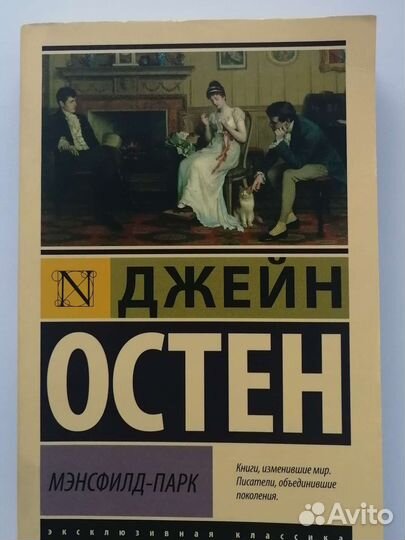 N
ДЖЕЙН
ОСТЕН
МЭНСФИЛД-ПАРК
Книги, изменившие мир.
Писатели, объединившие
поколения.
эксклюзивная классика
Avito